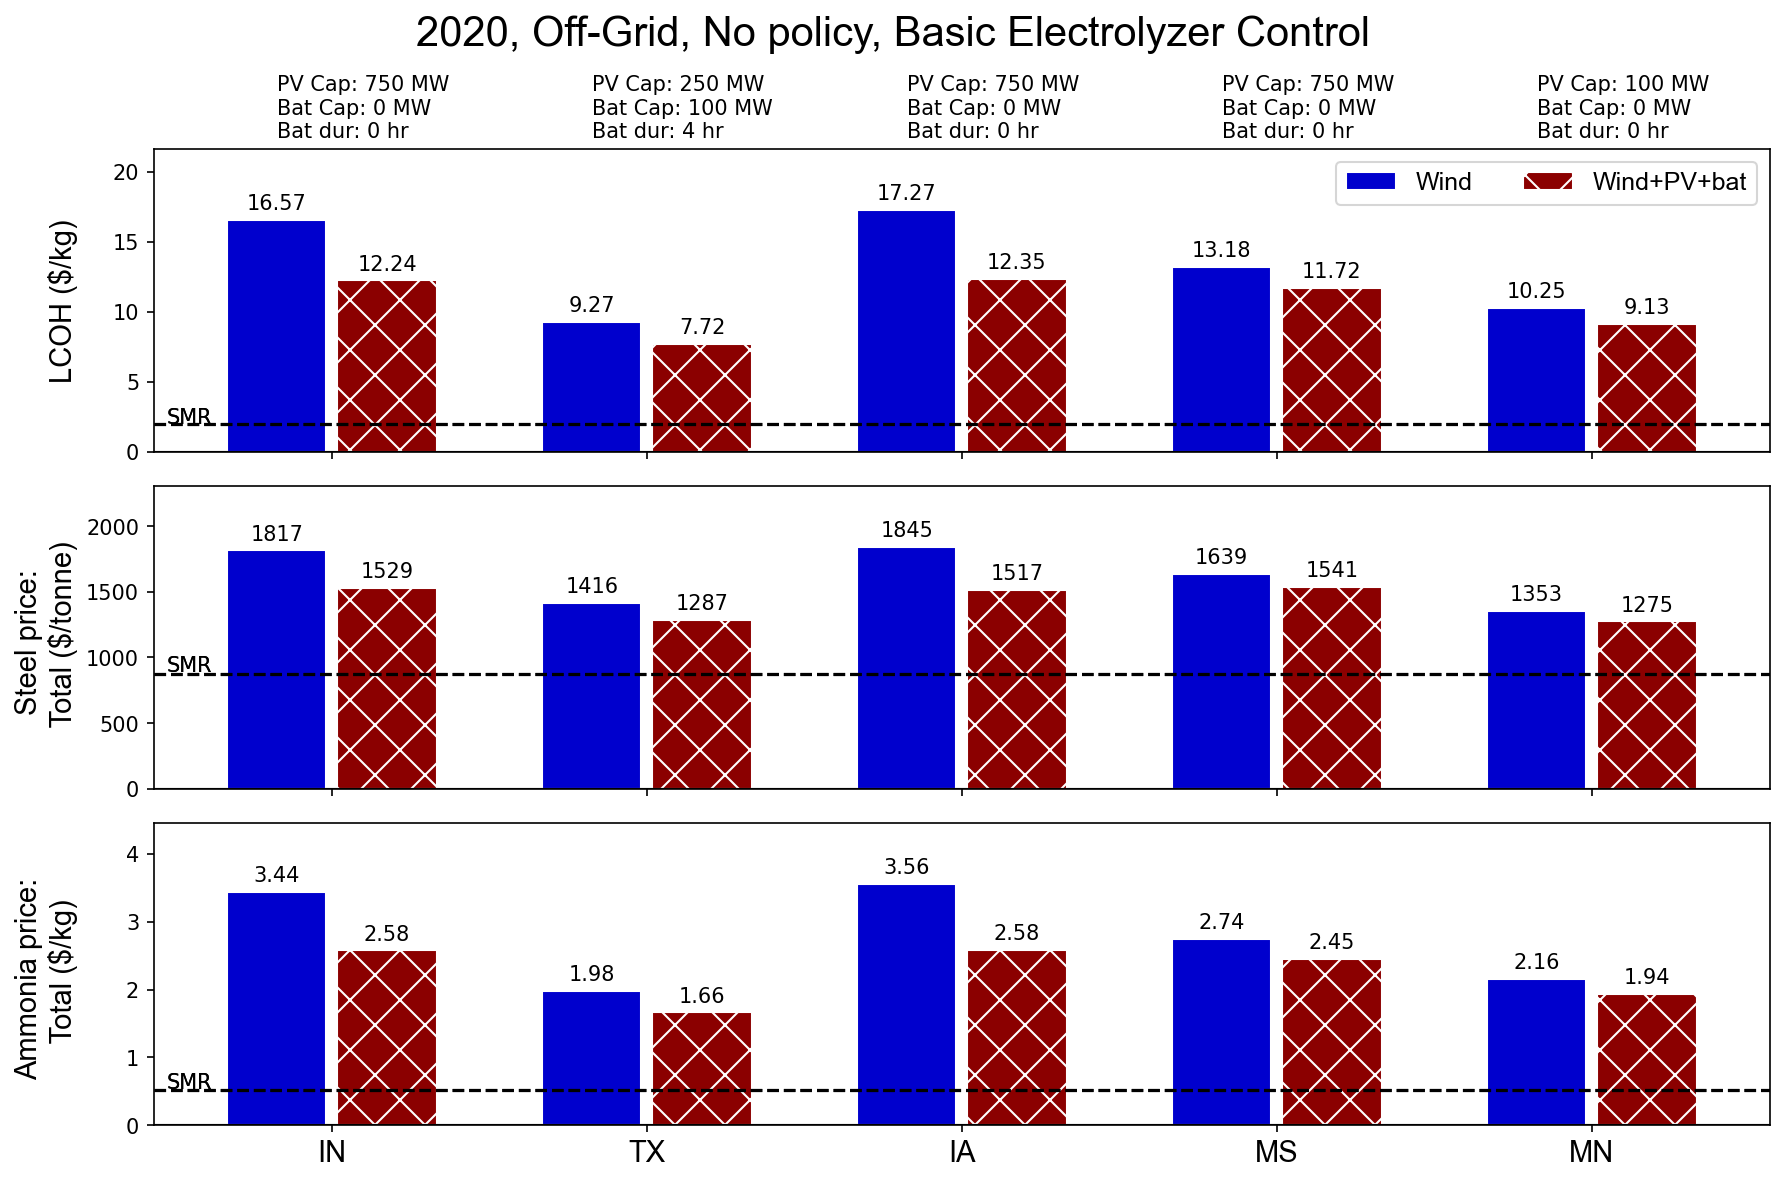 2020, Off-Grid, No policy, Basic Electrolyzer Control
PV Cap: 750 MW
Bat Cap: 0 MW
Bat dur: 0 hr
PV Cap: 250 MW
Bat Cap: 100 MW
Bat dur: 4 hr
PV Cap: 750 MW
Bat Cap: 0 MW
Bat dur: 0 hr
PV Cap: 750 MW
Bat Cap: 0 MW
Bat dur: 0 hr
PV Cap: 100 MW
Bat Cap: 0 MW
Bat dur: 0 hr
LCOH ($/kg)
20
15
10
5
0
Wind
Wind+PV+bat
16.57
12.24
9.27
7.72
17.27
12.35
13.18
11.72
10.25
9.13
SMR
Steel price:
Total ($/tonne)
2000
1500
1000
500
0
1817
1529
1416
1287
1845
1517
1639
1541
1353
1275
SMR
Ammonia price:
Total ($/kg)
4
3
2
1
0
3.44
2.58
1.98
1.66
3.56
2.58
2.74
2.45
2.16
1.94
SMR
IN
TX
IA
MS
MN